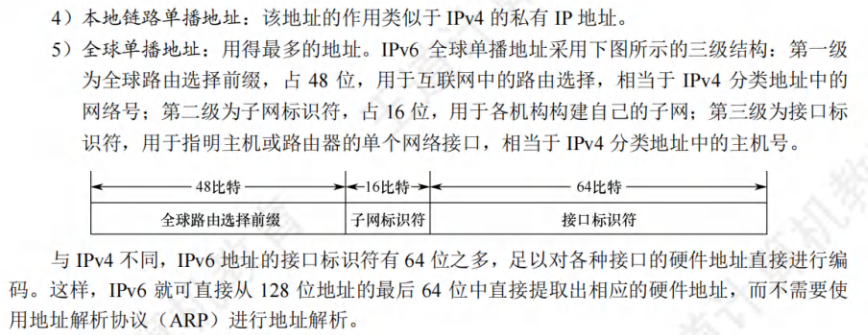 4）本地链路单播地址：该地址的作用类似于 IPv4 的私有 IP 地址。
5）全球单播地址：用得最多的地址。IPv6 全球单播地址采用下图所示的三级结构：第一级
为全球路由选择前缀，占 48 位，用于互联网中的路由选择，相当于 IPv4 分类地址中的
网络号；第二级为子网标识符，占 16 位，用于各机构构建自己的子网；第三级为接口标
识符，用于指明主机或路由器的单个网络接口，相当于 IPv4 分类地址中的主机号。
48比特 16比特 64比特
全球路由选择前缀 子网标识符 接口标识符
与 IPv4 不同，IPv6 地址的接口标识符有 64 位之多，足以对各种接口的硬件地址直接进行编
码。这样，IPv6 就可直接从 128 位地址的最后 64 位中直接提取出相应的硬件地址，而不需要使
用地址解析协议（ARP）进行地址解析。